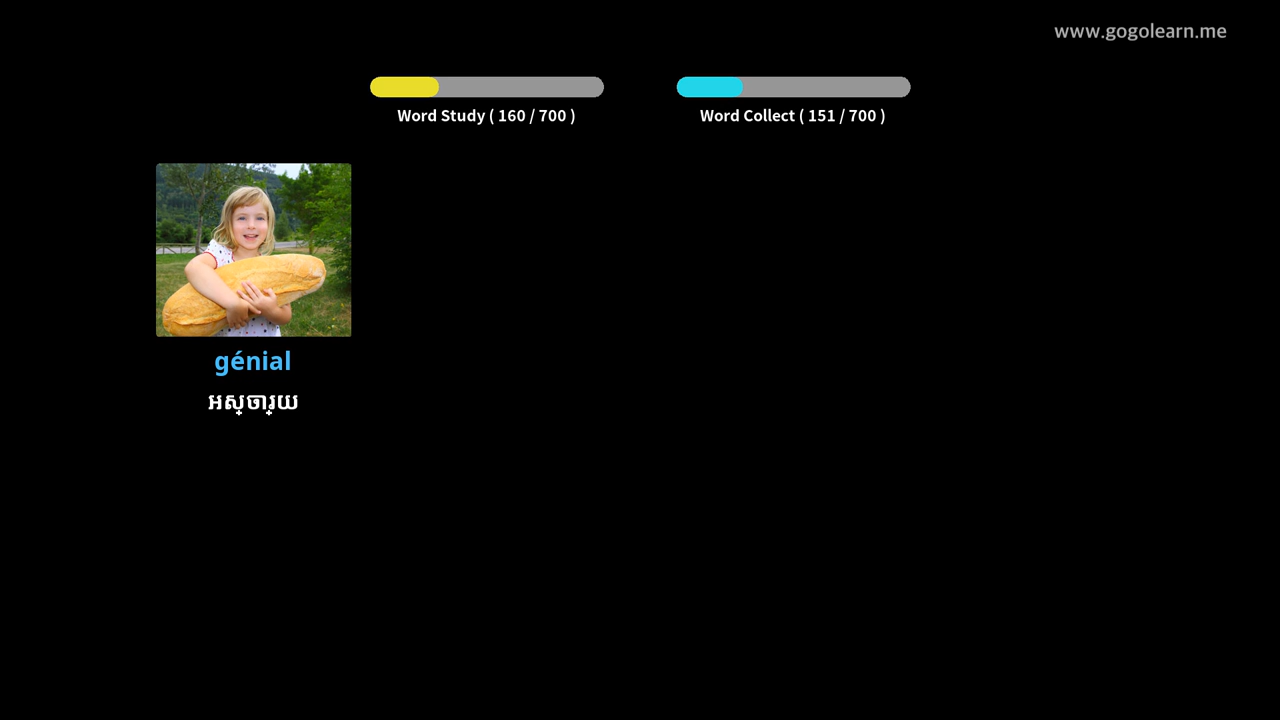 www.gogolearn.me
Word Study ( 160 / 700 )
Word Collect ( 151 / 700 )
génial
អស្ចារ្យ